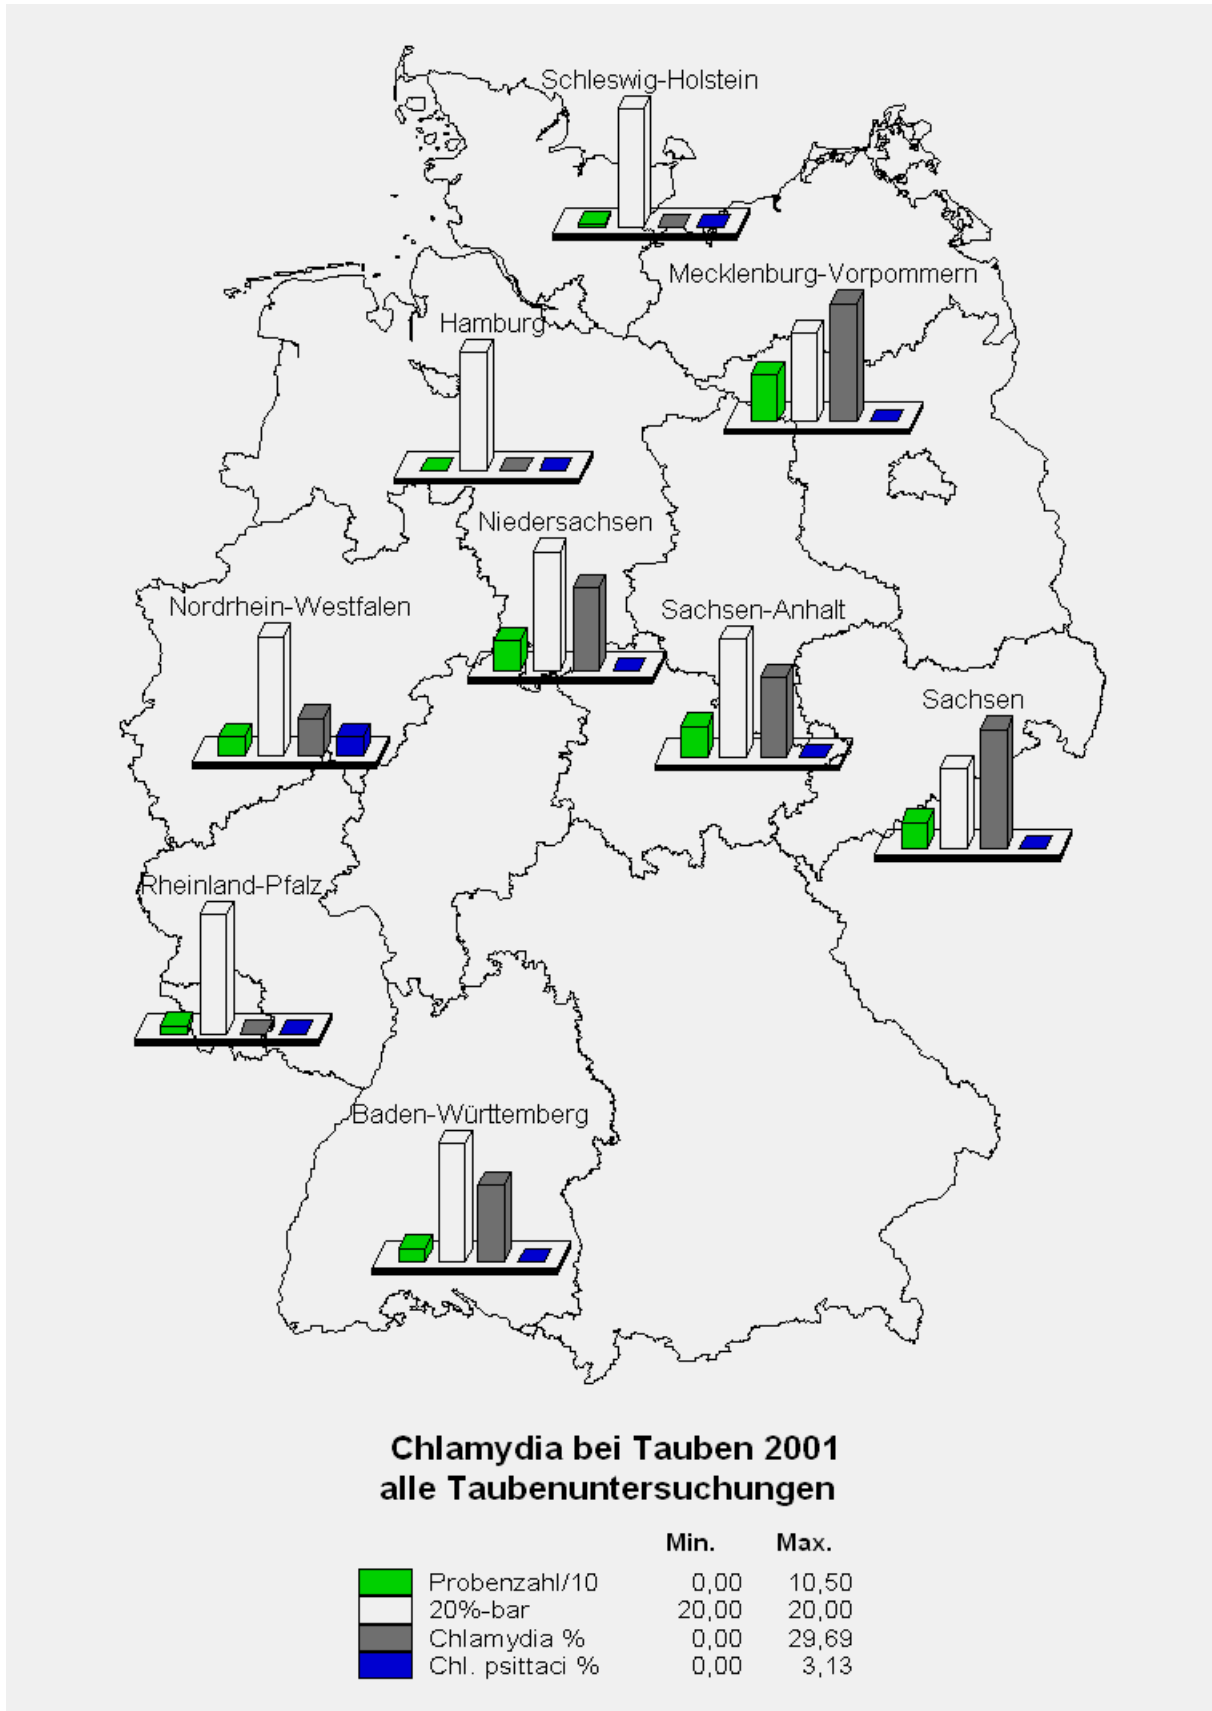 Schleswig-Holstein
Mecklenburg-Vorpommern
Hamburg
Niedersachsen
Nordrhein-Westfalen
Sachsen-Anhalt
Sachsen
Rheinland-Pfalz
Baden-Württemberg
Chlamydia bei Tauben 2001
alle Taubenuntersuchungen
Min. Max.
Probenzahl/10 0,00 10,50
20%-bar 20,00 20,00
Chlamydia % 0,00 29,69
Chl. psittaci % 0,00 3,13